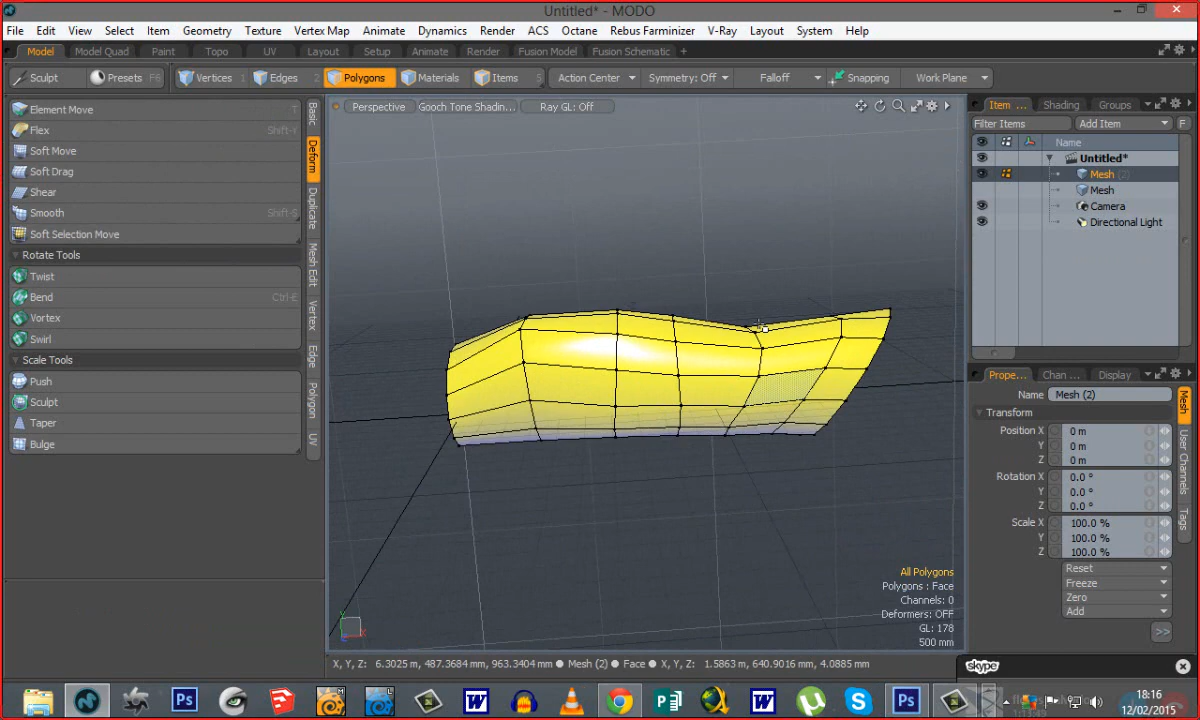 Untitled* - MODO
File Edit View Select Item Geometry Texture Vertex Map Animate Dynamics Render ACS Octane Rebus Farminizer V-Ray Layout System Help
Model Model Quad Paint Topo UV Layout Setup Animate Render Fusion Model Fusion Schematic +
Sculpt Presets F6 Vertices 1 Edges 2 Polygons Materials Items 5 Action Center Symmetry: Off Falloff Snapping Work Plane
Element Move T
Flex Shift-Y
Soft Move
Soft Drag
Shear
Smooth Shift-S
Soft Selection Move
Rotate Tools
Twist
Bend Ctrl-E
Vortex
Swirl
Scale Tools
Push
Sculpt
Taper
Bulge
Basic
Deform
Duplicate
Mesh Edit
Vertex
Edge
Polygon
UV
Perspective Gooch Tone Shadin... Ray GL: Off
All Polygons
Polygons : Face
Channels: 0
Deformers: OFF
GL: 178
500 mm
X, Y, Z: 6.3025 m, 487.3684 mm, 963.3404 mm Mesh (2) Face X, Y, Z: 1.5863 m, 640.9016 mm, 4.0885 mm
Item ... Shading Groups
Filter Items Add Item F
Name
Untitled*
Mesh (2)
Mesh
Camera
Directional Light
Prope... Chan ... Display
Name Mesh (2)
Transform
Position X 0 m
Y 0 m
Z 0 m
Rotation X 0.0 °
Y 0.0 °
Z 0.0 °
Scale X 100.0 %
Y 100.0 %
Z 100.0 %
Reset
Freeze
Zero
Add
>>
Mesh
User Channels
Tags
skype
18:16
12/02/2015